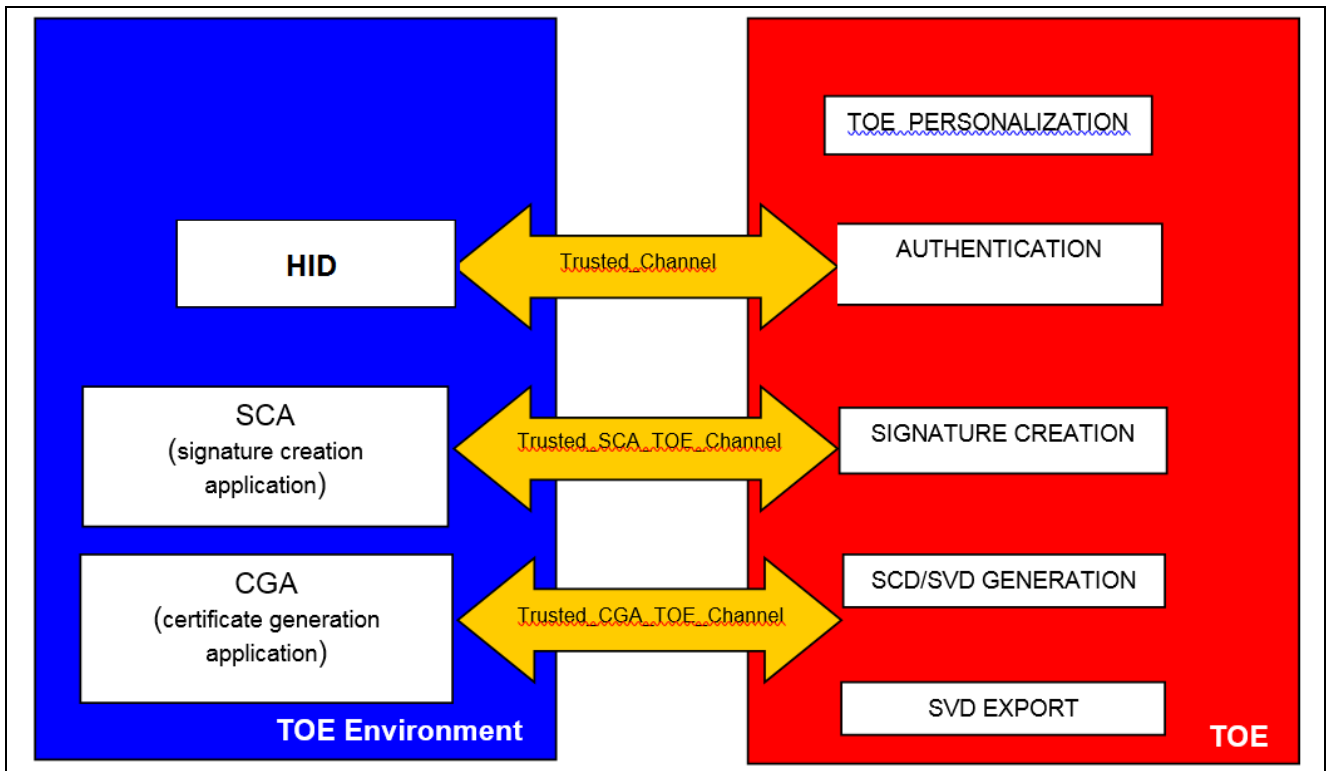 TOE_PERSONALIZATION
HID
Trusted_Channel
AUTHENTICATION
SCA
(signature creation
application)
Trusted_SCA_TOE_Channel
SIGNATURE CREATION
CGA
(certificate generation
application)
Trusted_CGA_TOE_Channel
SCD/SVD GENERATION
SVD EXPORT
TOE Environment
TOE